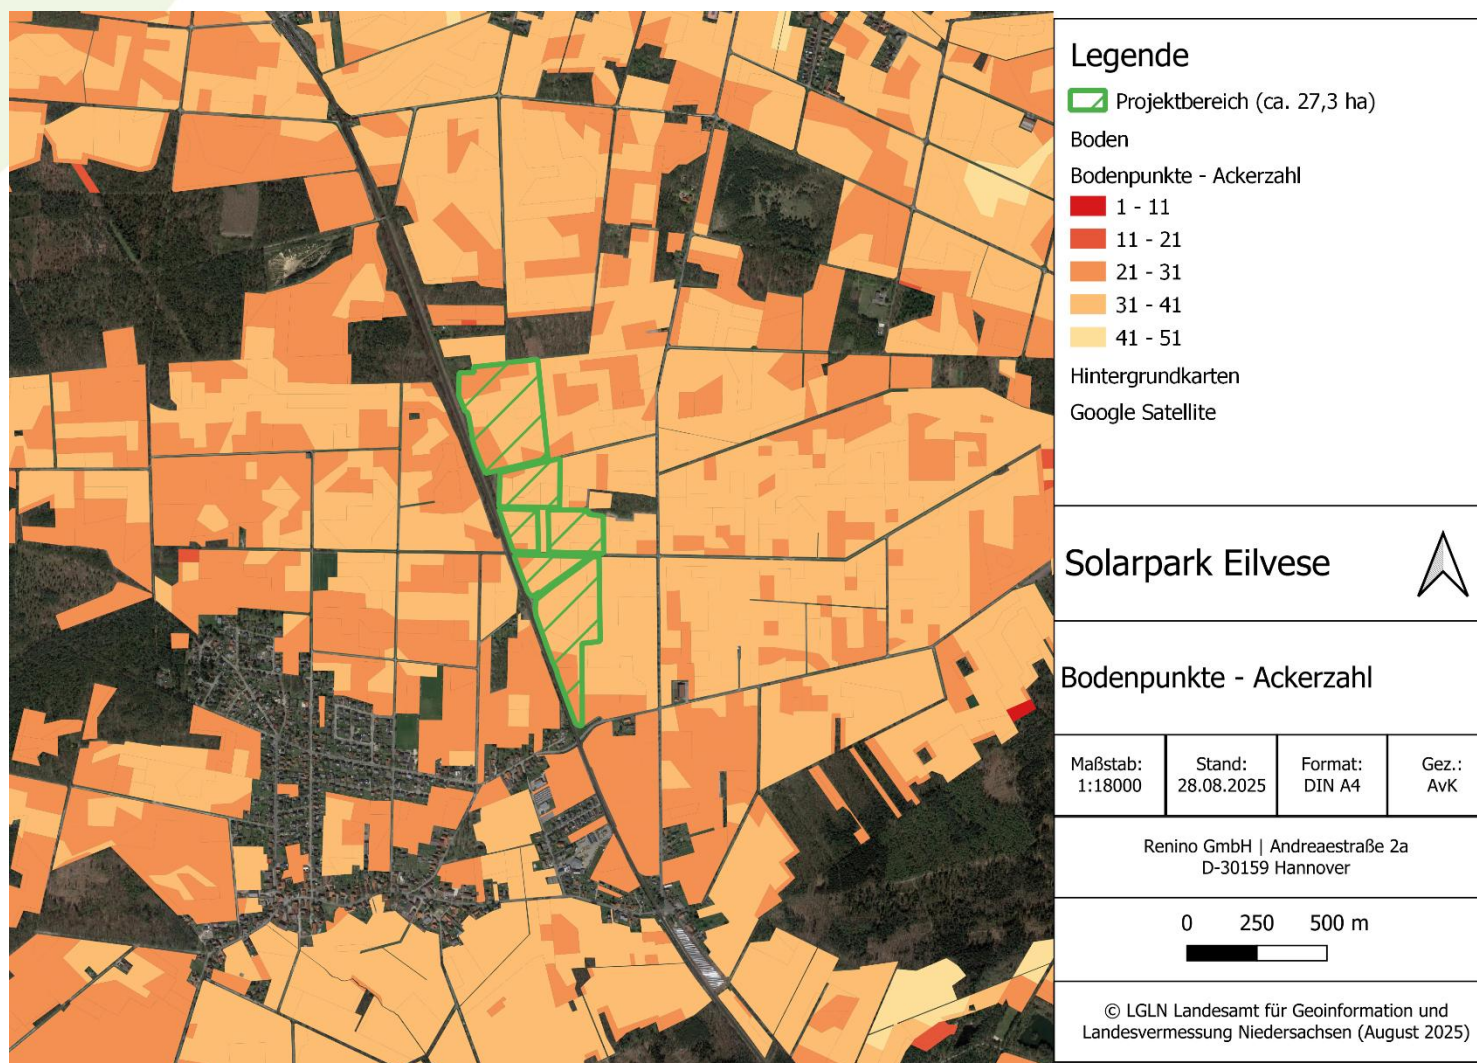 Legende
Projektbereich (ca. 27,3 ha)
Boden
Bodenpunkte - Ackerzahl
1 - 11
11 - 21
21 - 31
31 - 41
41 - 51
Hintergrundkarten
Google Satellite
Solarpark Eilvese
Bodenpunkte - Ackerzahl
Maßstab:
1:18000
Stand:
28.08.2025
Format:
DIN A4
Gez.:
AvK
Renino GmbH | Andreaestraße 2a
D-30159 Hannover
0 250 500 m
© LGLN Landesamt für Geoinformation und
Landesvermessung Niedersachsen (August 2025)